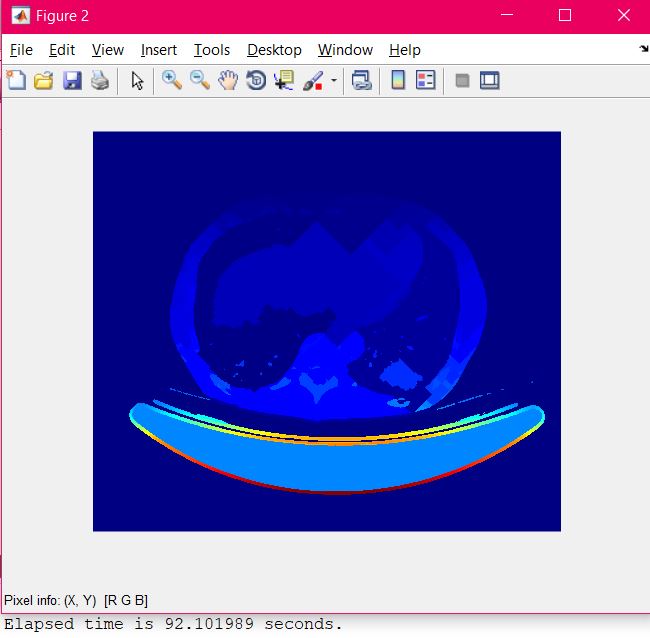 Figure 2
File Edit View Insert Tools Desktop Window Help
Pixel info: (X, Y) [R G B]
Elapsed time is 92.101989 seconds.